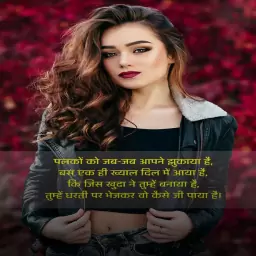 पलकों को जब-जब आपने झुकाया है,
बस एक ही ख्याल दिल में आया है,
कि जिस खुदा ने तुम्हें बनाया है,
तुम्हें धरती पर भेजकर वो कैसे जी पाया है।